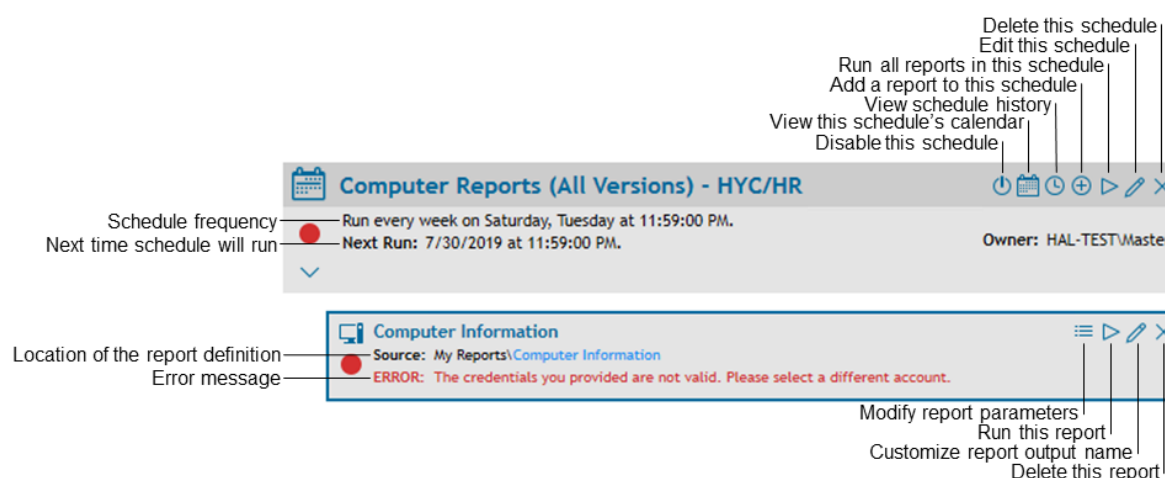 Delete this schedule
Edit this schedule
Run all reports in this schedule
Add a report to this schedule
View schedule history
View this schedule's calendar
Disable this schedule
Computer Reports (All Versions) - HYC/HR
Schedule frequency
Run every week on Saturday, Tuesday at 11:59:00 PM.
Next time schedule will run
Next Run: 7/30/2019 at 11:59:00 PM.
Owner: HAL-TEST\Maste
Computer Information
Location of the report definition
Source: My Reports\Computer Information
Error message
ERROR: The credentials you provided are not valid. Please select a different account.
Modify report parameters
Run this report
Customize report output name
Delete this report